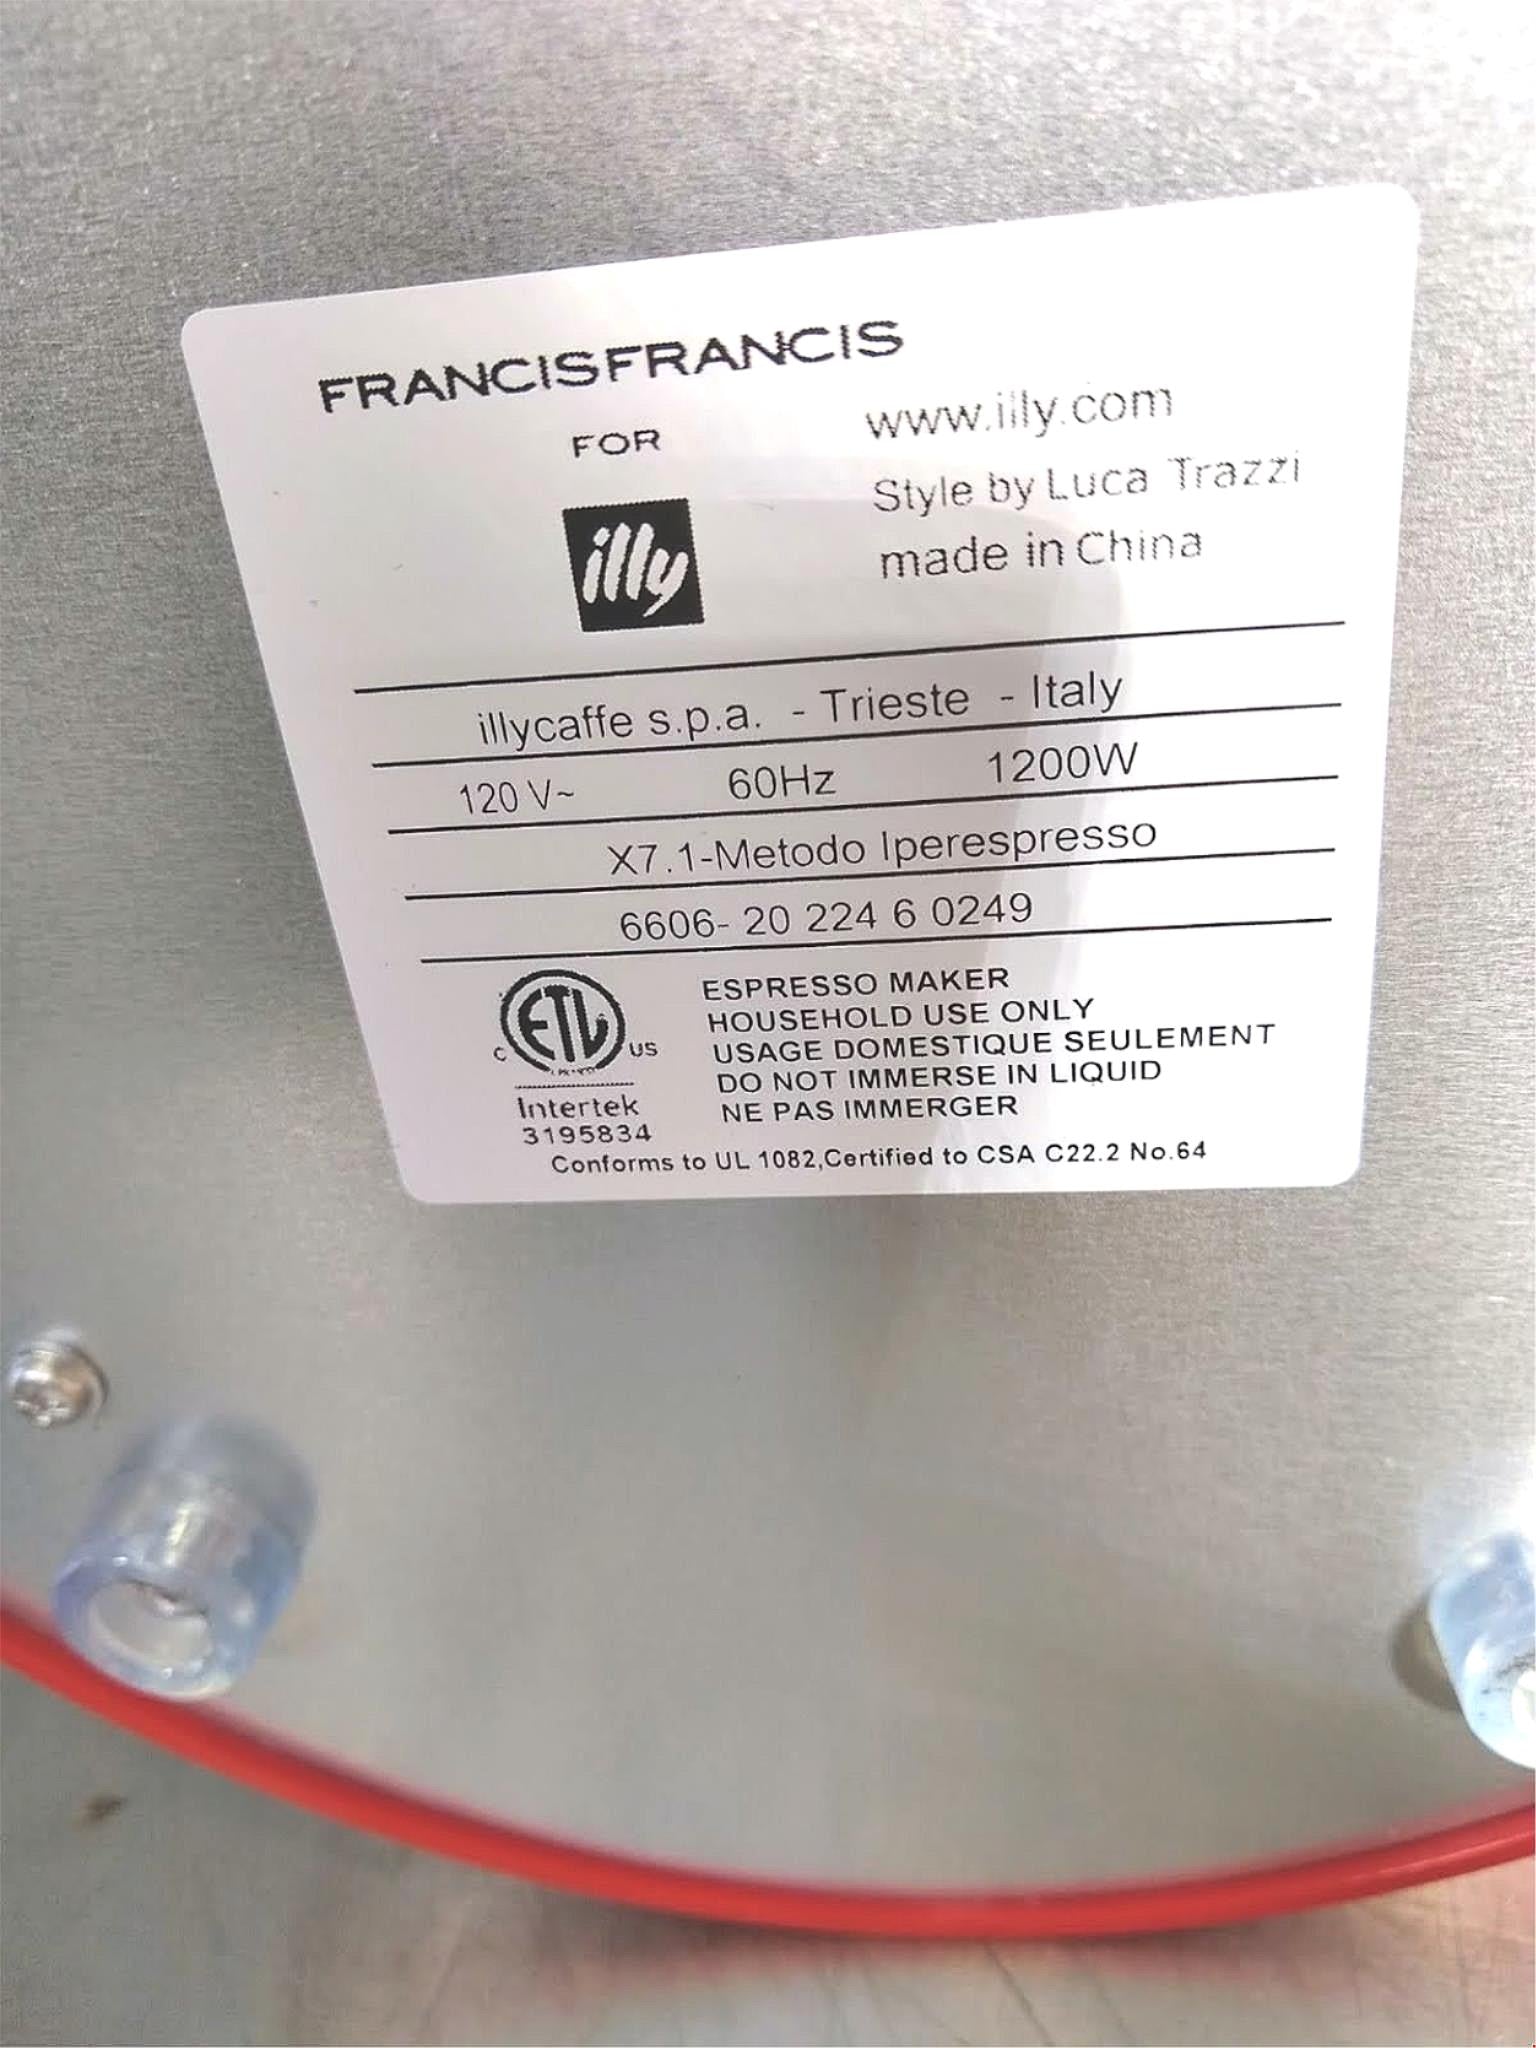 FRANCISFRANCIS
FOR
illy
www.illy.com
Style by Luca Trazzi
made in China
illycaffe s.p.a. - Trieste - Italy
120 V~ 60Hz 1200W
X7.1-Metodo Iperespresso
6606- 20 224 6 0249
ETL
C US
Intertek
3195834
ESPRESSO MAKER
HOUSEHOLD USE ONLY
USAGE DOMESTIQUE SEULEMENT
DO NOT IMMERSE IN LIQUID
NE PAS IMMERGER
Conforms to UL 1082,Certified to CSA C22.2 No.64